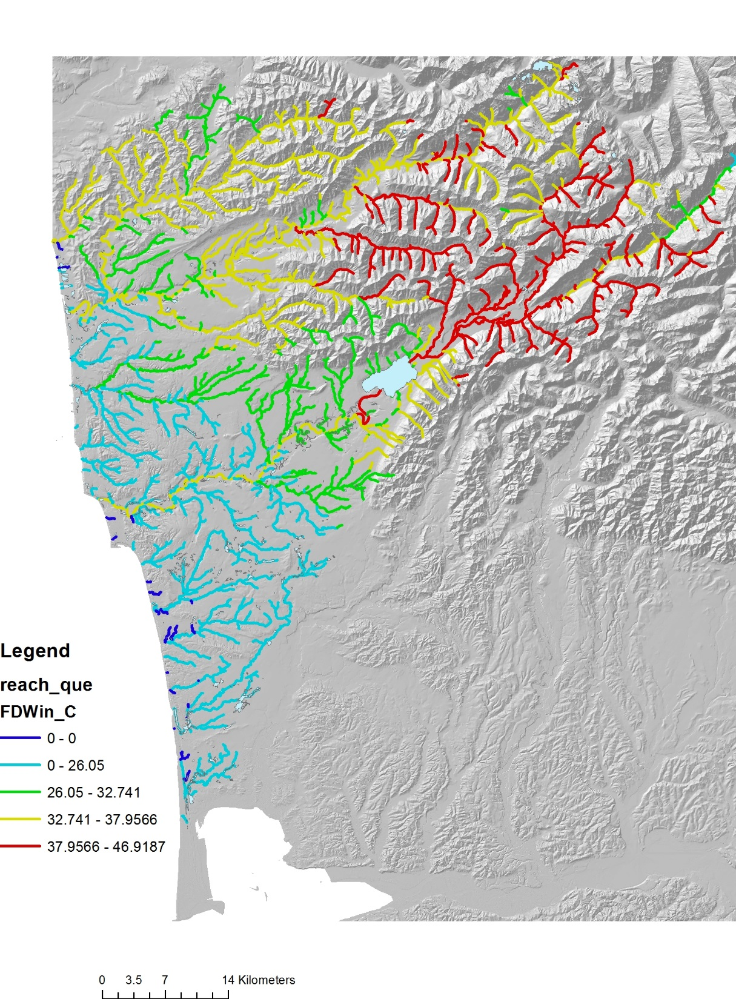 Legend
reach_que
FDWin_C
0 - 0
0 - 26.05
26.05 - 32.741
32.741 - 37.9566
37.9566 - 46.9187
0 3.5 7 14 Kilometers